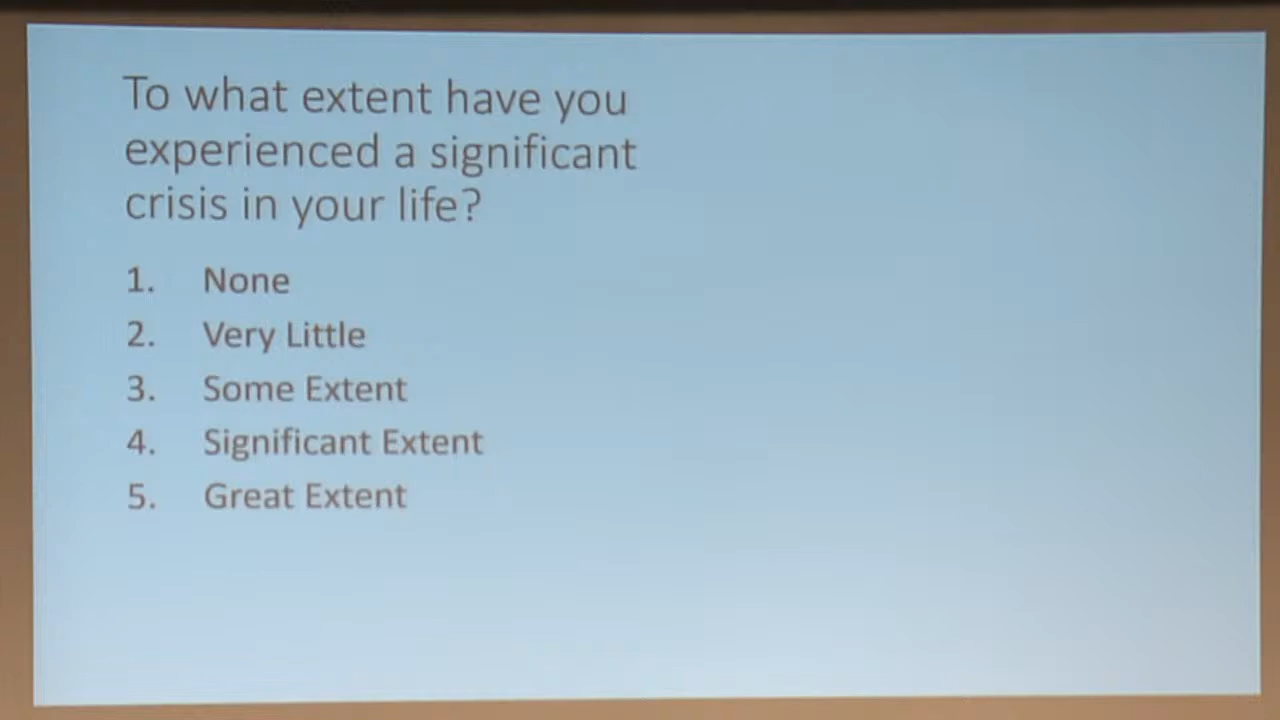 To what extent have you
experienced a significant
crisis in your life?
1. None
2. Very Little
3. Some Extent
4. Significant Extent
5. Great Extent